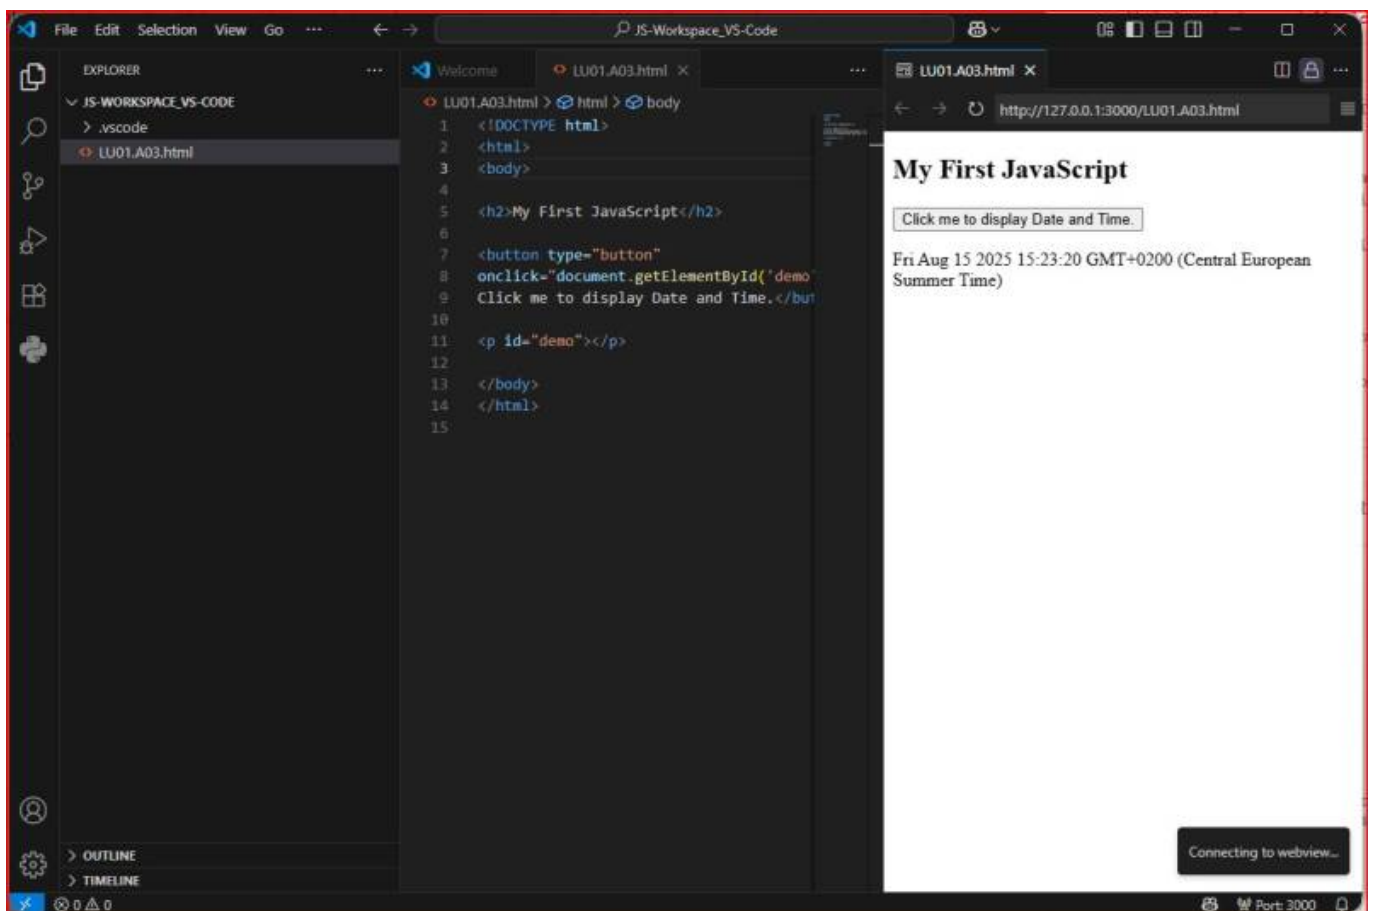 File Edit Selection View Go ··· JS-Workspace_VS-Code
EXPLORER ···
JS-WORKSPACE_VS-CODE
.vscode
LU01.A03.html
OUTLINE
TIMELINE
Welcome LU01.A03.html ···
LU01.A03.html > html > body
1 <!DOCTYPE html>
2 <html>
3 <body>
4
5 <h2>My First JavaScript</h2>
6
7 <button type="button"
8 onclick="document.getElementById('demo'
9 Click me to display Date and Time.</but
10
11 <p id="demo"></p>
12
13 </body>
14 </html>
15
LU01.A03.html ···
http://127.0.0.1:3000/LU01.A03.html
My First JavaScript
Click me to display Date and Time.
Fri Aug 15 2025 15:23:20 GMT+0200 (Central European
Summer Time)
Connecting to webview...
0 0 Port: 3000